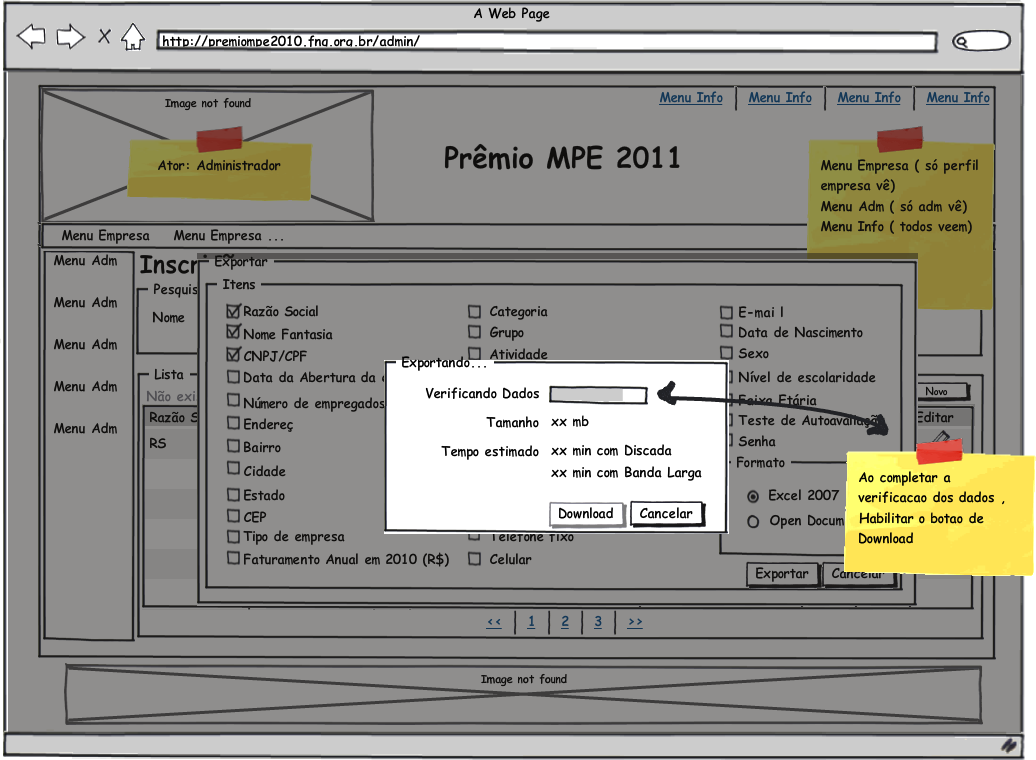 A Web Page
http://premiompe2010.fnq.org.br/admin/
Image not found
Menu Info
Menu Info
Menu Info
Menu Info
Ator: Administrador
Prêmio MPE 2011
Menu Empresa ( só perfil
empresa vê)
Menu Adm ( só adm vê)
Menu Info ( todos veem)
Menu Empresa
Menu Empresa ...
Menu Adm
Menu Adm
Menu Adm
Menu Adm
Menu Adm
Inscr
Pesquis
Nome
Lista
Não exi
Razão S
RS
Novo
Editar
Exportar
Itens
Razão Social
Nome Fantasia
CNPJ/CPF
Data da Abertura da
Número de empregados
Endereç
Bairro
Cidade
Estado
CEP
Tipo de empresa
Faturamento Anual em 2010 (R$)
Categoria
Grupo
Atividade
Telefone fixo
Celular
E-mai l
Data de Nascimento
Sexo
Nível de escolaridade
Faixa Etária
Teste de Autoavaliação
Senha
Formato
Excel 2007
Open Docum
Exportar
Cancelar
Exportando...
Verificando Dados
Tamanho xx mb
Tempo estimado xx min com Discada
xx min com Banda Larga
Download
Cancelar
Ao completar a
verificacao dos dados ,
Habilitar o botao de
Download
<< 1 2 3 >>
Image not found